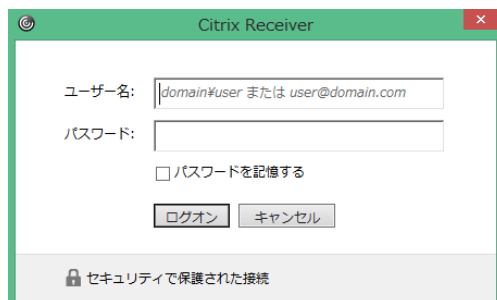 Citrix Receiver
ユーザー名:
domain¥user または user@domain.com
パスワード:
パスワードを記憶する
ログオン キャンセル
セキュリティで保護された接続